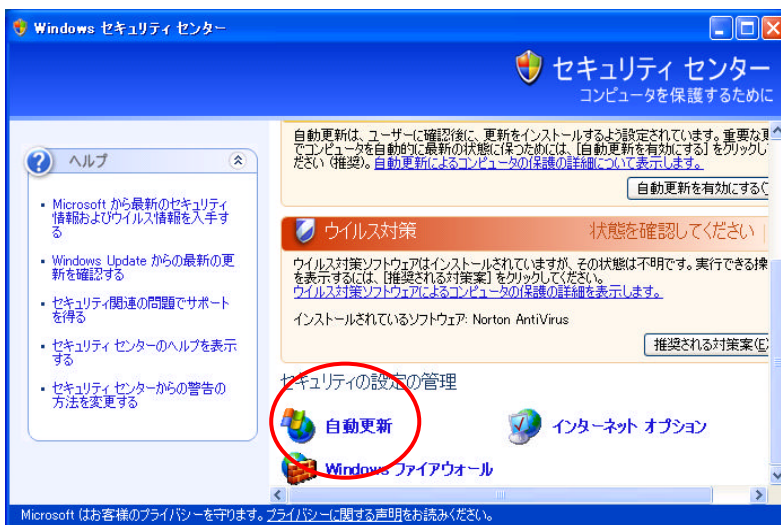 Windows セキュリティ センター
セキュリティ センター
コンピュータを保護するために
ヘルプ
• Microsoft から最新のセキュリティ
情報およびウイルス情報を入手す
る
• Windows Update からの最新の更
新を確認する
• セキュリティ関連の問題でサポート
を得る
• セキュリティ センターのヘルプを表示
する
• セキュリティ センターからの警告の
方法を変更する
自動更新は、ユーザーに確認後に、更新をインストールするよう設定されています。重要な更
でコンピュータを自動的に最新の状態に保つためには、[自動更新を有効にする] をクリックし
ださい (推奨)。自動更新によるコンピュータの保護の詳細について表示します。
自動更新を有効にする(
ウイルス対策
状態を確認してください
ウイルス対策ソフトウェアはインストールされていますが、その状態は不明です。実行できる操
を表示するには、[推奨される対策案] をクリックしてください。
ウイルス対策ソフトウェアによるコンピュータの保護の詳細を表示します。
インストールされているソフトウェア: Norton AntiVirus
推奨される対策案(E)
セキュリティの設定の管理
自動更新
インターネット オプション
Windows ファイアウォール
Microsoft はお客様のプライバシーを守ります。プライバシーに関する声明をお読みください。